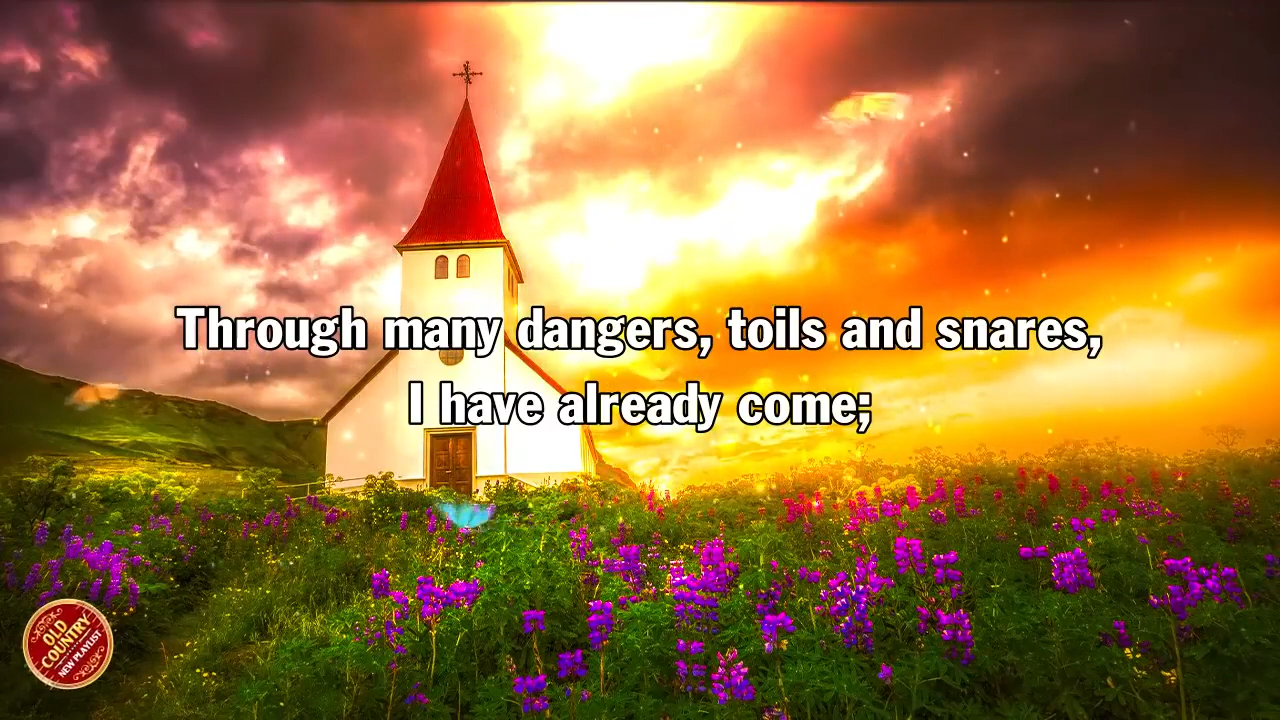 Through many dangers, toils and snares,
I have already come;
OLD
COUNTRY
NEW PLAYLIST